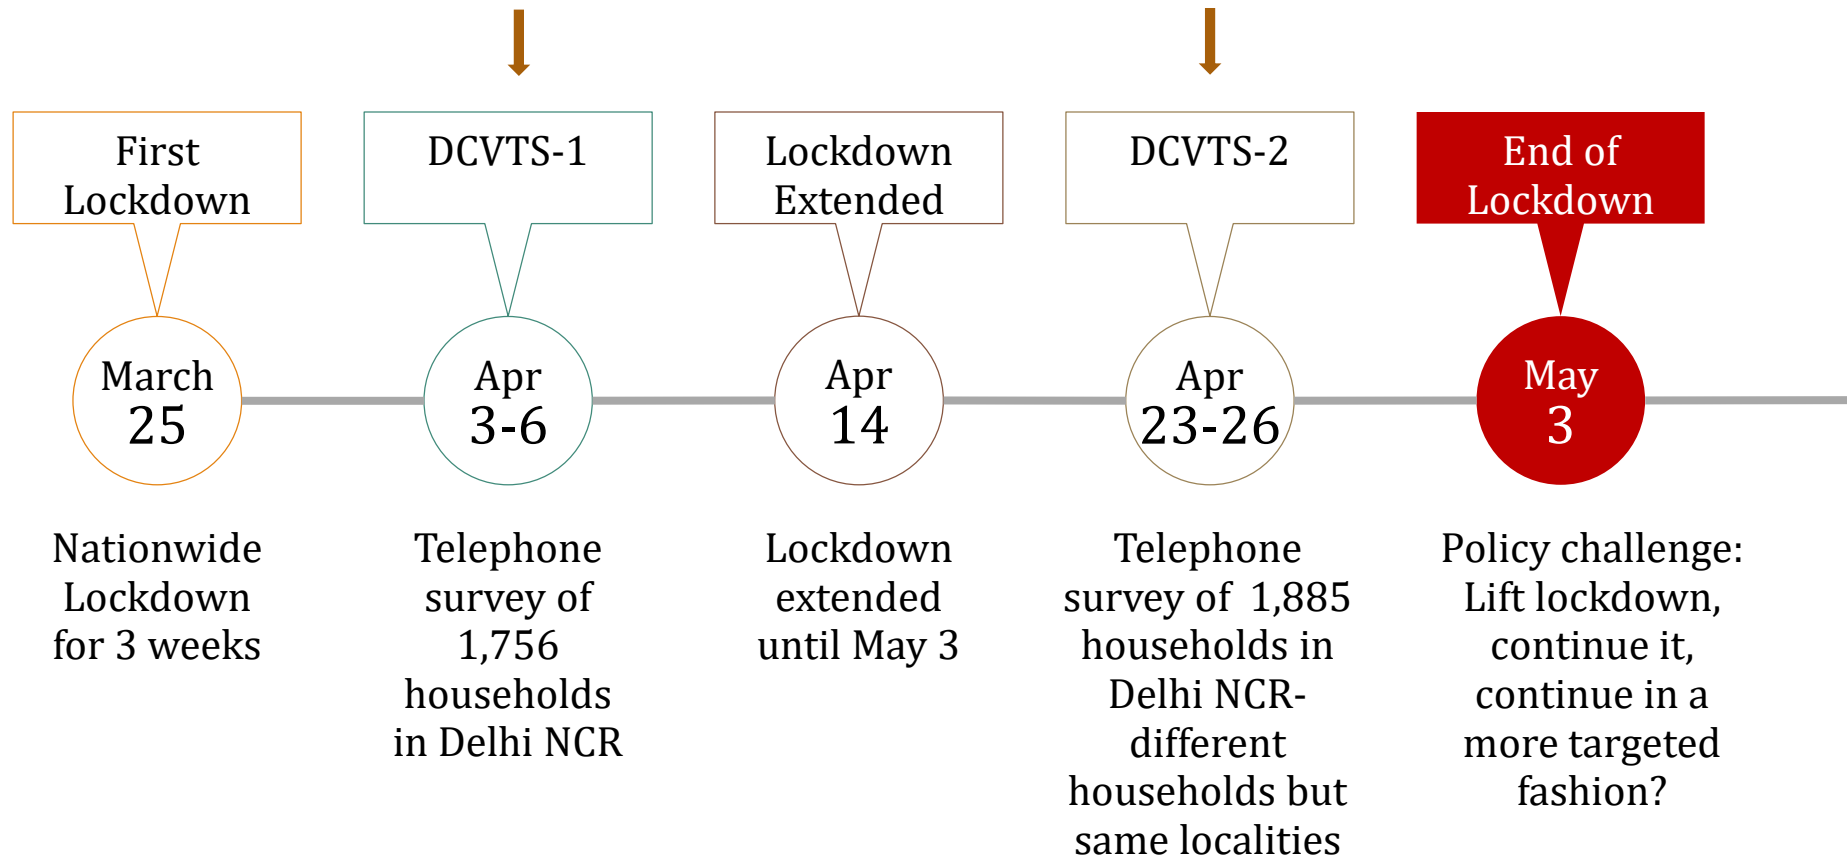 First
Lockdown
DCVTS-1
Lockdown
Extended
DCVTS-2
End of
Lockdown
March
25
Apr
3-6
Apr
14
Apr
23-26
May
3
Nationwide
Lockdown
for 3 weeks
Telephone
survey of
1,756
households
in Delhi NCR
Lockdown
extended
until May 3
Telephone
survey of 1,885
households in
Delhi NCR-
different
households but
same localities
Policy challenge:
Lift lockdown,
continue it,
continue in a
more targeted
fashion?